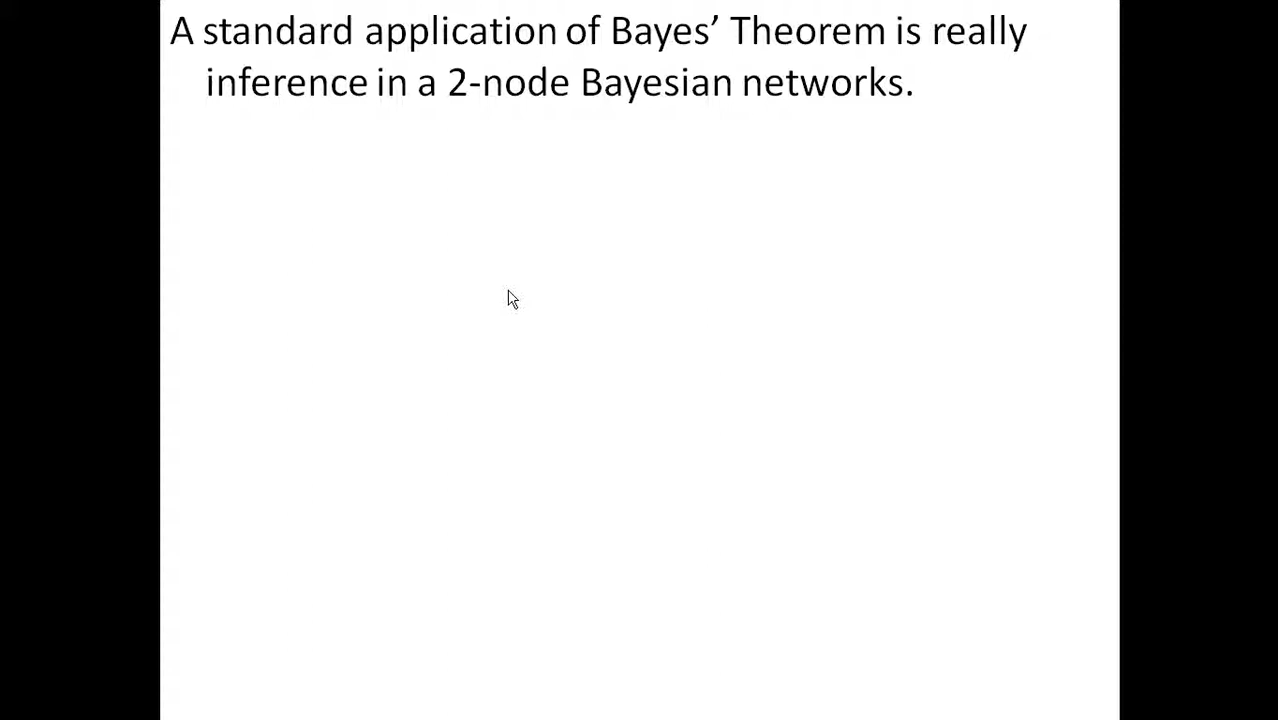 A standard application of Bayes’ Theorem is really
inference in a 2-node Bayesian networks.